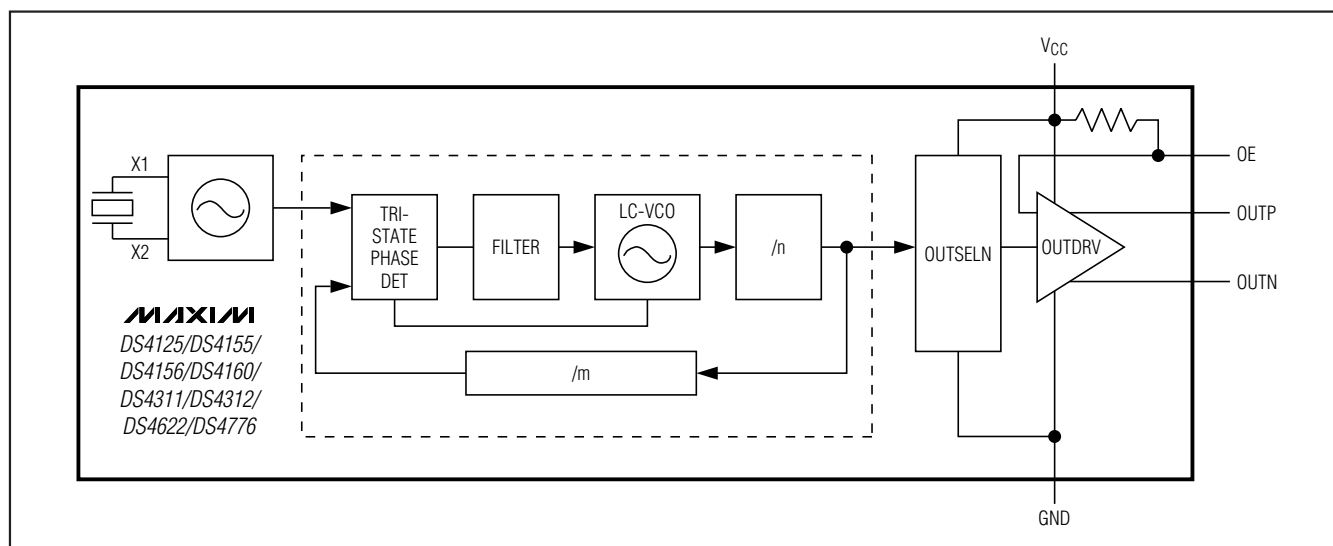 VCC
X1
X2
TRI-
STATE
PHASE
DET
FILTER
LC-VCO
/n
/m
OUTSELN
OUTDRV
OE
OUTP
OUTN
MAXIM
DS4125/DS4155/
DS4156/DS4160/
DS4311/DS4312/
DS4622/DS4776
GND